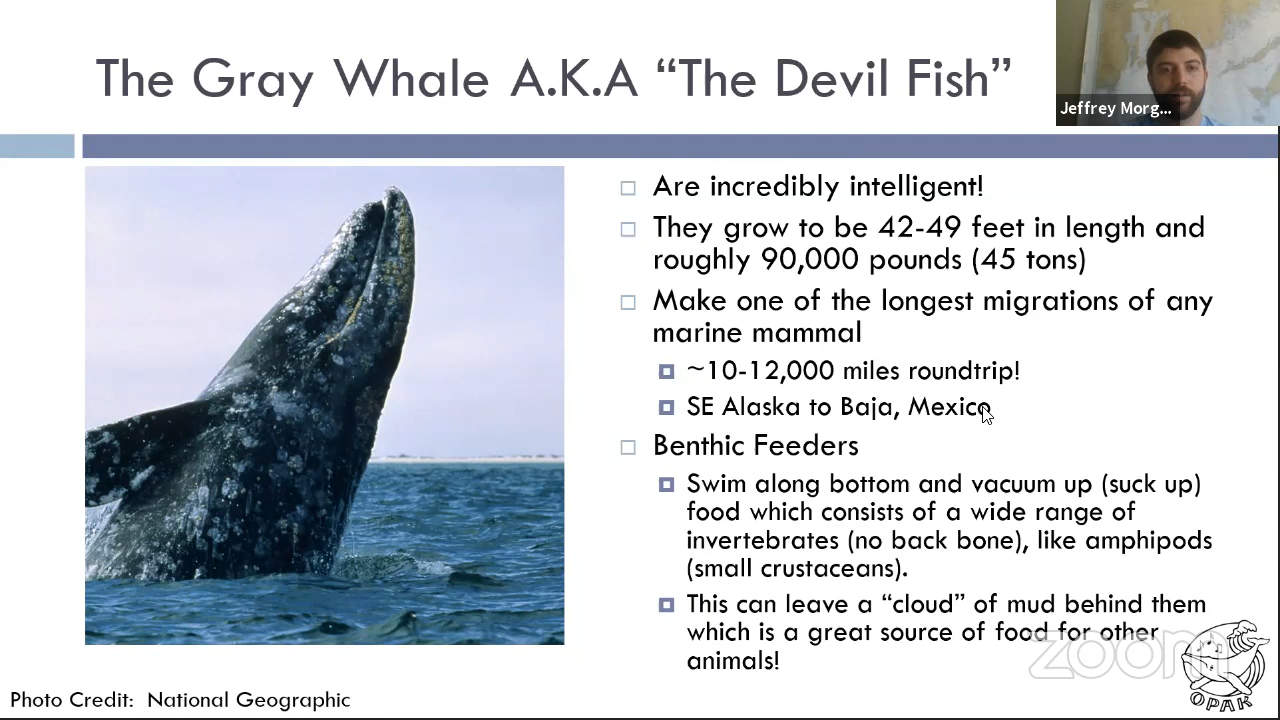 The Gray Whale A.K.A “The Devil Fish”
Jeffrey Morg...
Are incredibly intelligent!
They grow to be 42-49 feet in length and
roughly 90,000 pounds (45 tons)
Make one of the longest migrations of any
marine mammal
~10-12,000 miles roundtrip!
SE Alaska to Baja, Mexico
Benthic Feeders
Swim along bottom and vacuum up (suck up)
food which consists of a wide range of
invertebrates (no back bone), like amphipods
(small crustaceans).
This can leave a “cloud” of mud behind them
which is a great source of food for other
animals!
zoom
OPAK
Photo Credit: National Geographic